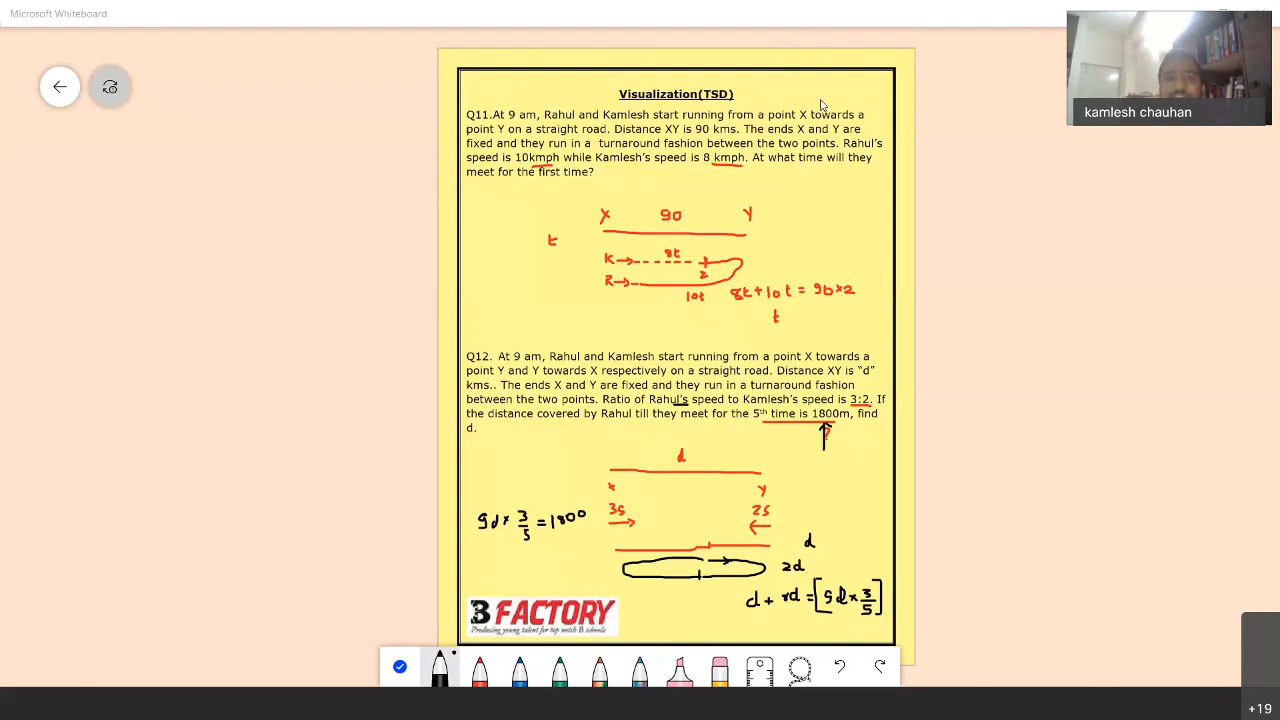 Microsoft Whiteboard
kamlesh chauhan
Visualization(TSD)
Q11.At 9 am, Rahul and Kamlesh start running from a point X towards a
point Y on a straight road. Distance XY is 90 kms. The ends X and Y are
fixed and they run in a turnaround fashion between the two points. Rahul's
speed is 10kmph while Kamlesh's speed is 8 kmph. At what time will they
meet for the first time?
X 90 Y
t
K 8t
2
R 10t
8t+10t = 90×2
t
Q12. At 9 am, Rahul and Kamlesh start running from a point X towards a
point Y and Y towards X respectively on a straight road. Distance XY is "d"
kms.. The ends X and Y are fixed and they run in a turnaround fashion
between the two points. Ratio of Rahul's speed to Kamlesh's speed is 3:2. If
the distance covered by Rahul till they meet for the 5th time is 1800m, find
d.
?
d
x y
3s 2s
9d × 3/5 = 1800
d
2d
d + 8d = [9d × 3/5]
3 FACTORY
Producing young talent for top notch B schools
+19